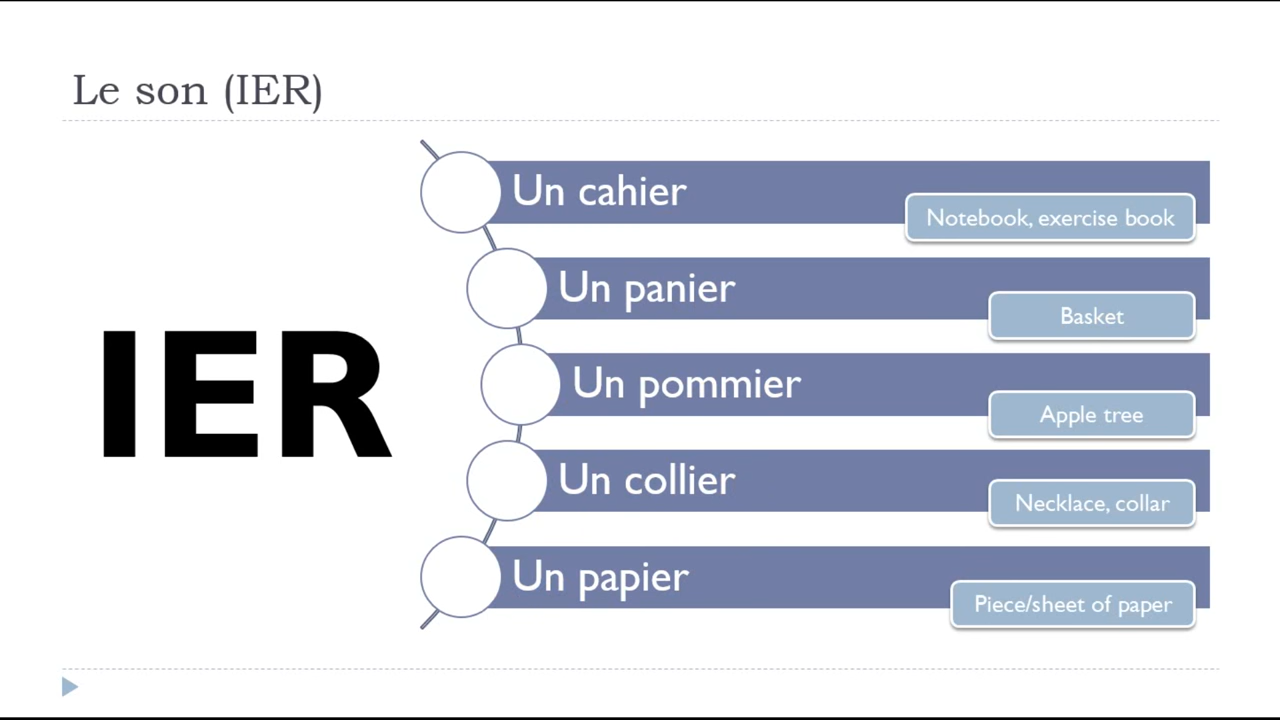 Le son (IER)
IER
Un cahier
Notebook, exercise book
Un panier
Basket
Un pommier
Apple tree
Un collier
Necklace, collar
Un papier
Piece/sheet of paper